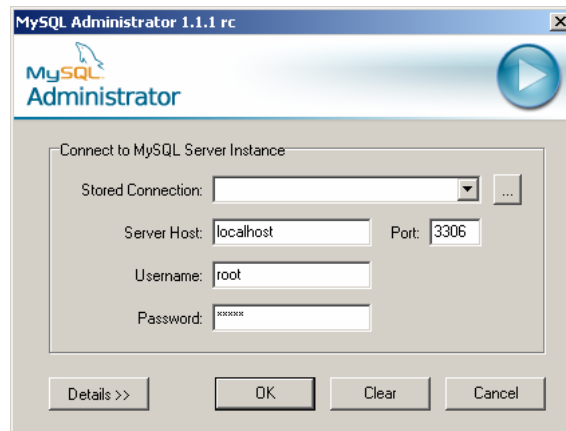 MySQL Administrator 1.1.1 rc
MySQL
Administrator
Connect to MySQL Server Instance
Stored Connection:
...
Server Host: localhost Port: 3306
Username: root
Password: *****
Details >> OK Clear Cancel